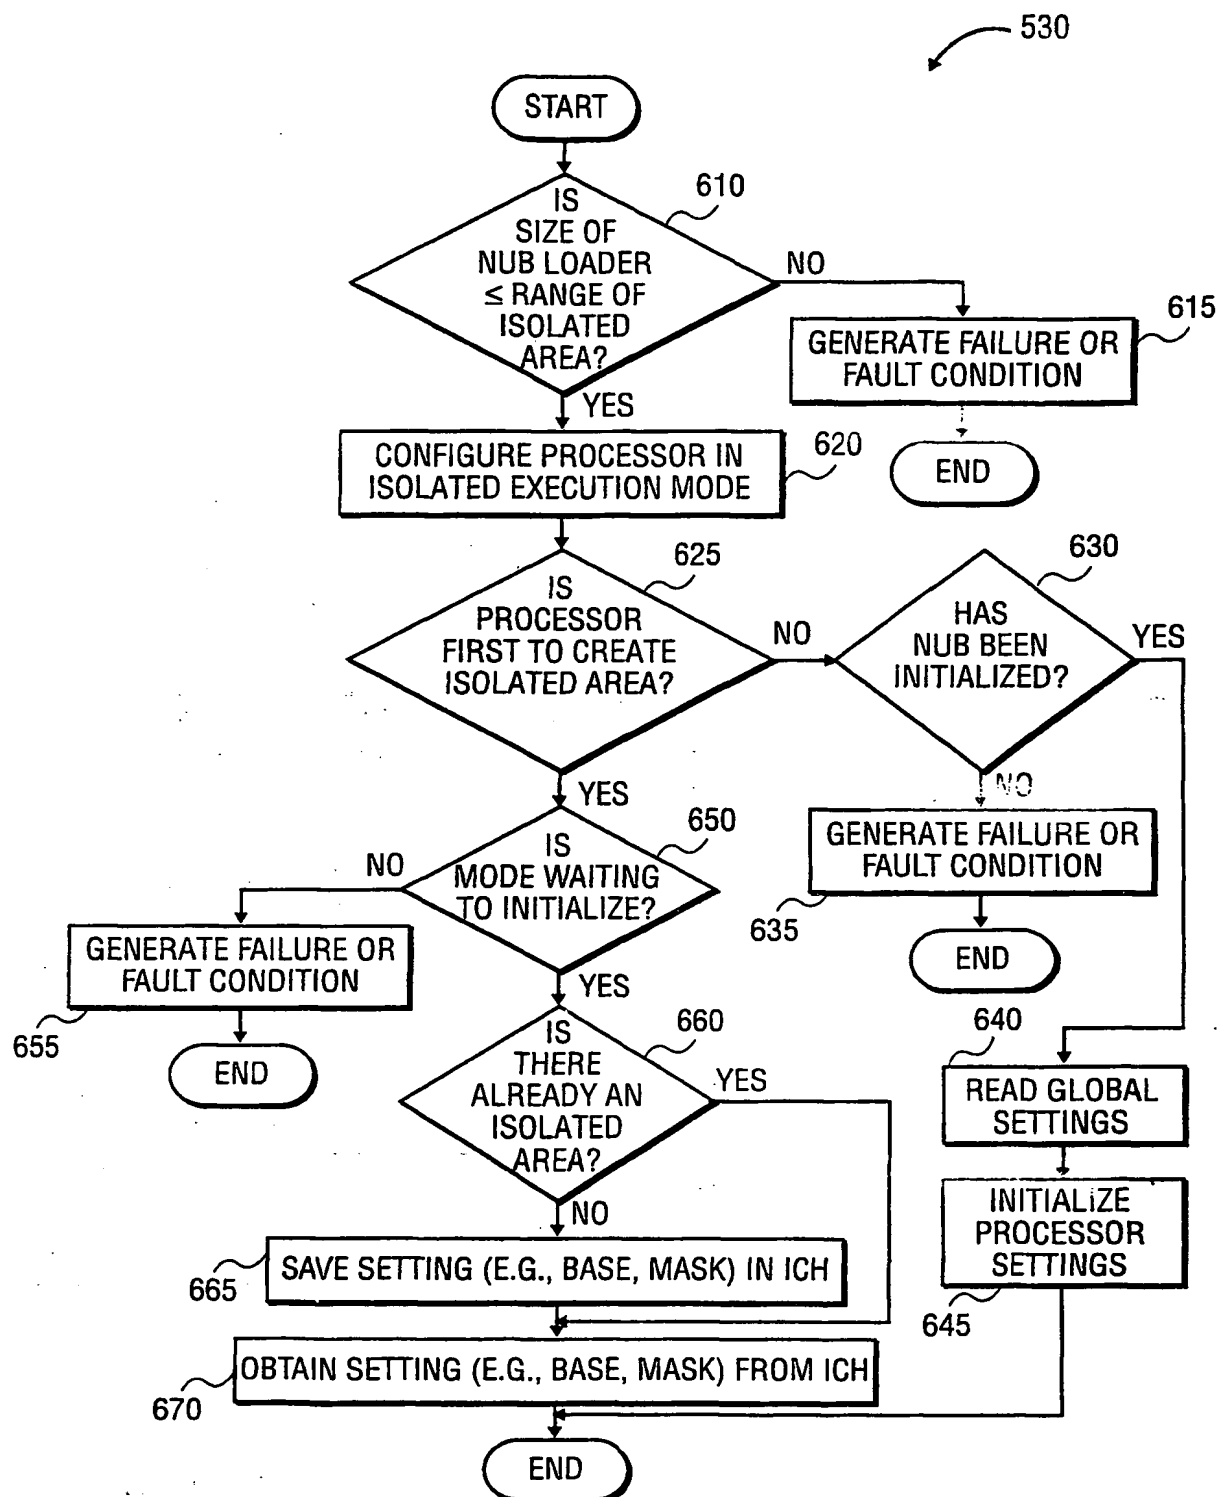 530
START
610
IS
SIZE OF
NUB LOADER
≤ RANGE OF
ISOLATED
AREA?
NO
615
GENERATE FAILURE OR
FAULT CONDITION
END
YES
620
CONFIGURE PROCESSOR IN
ISOLATED EXECUTION MODE
625
IS
PROCESSOR
FIRST TO CREATE
ISOLATED AREA?
NO
630
HAS
NUB BEEN
INITIALIZED?
YES
NO
GENERATE FAILURE OR
FAULT CONDITION
635
END
YES
650
IS
MODE WAITING
TO INITIALIZE?
NO
GENERATE FAILURE OR
FAULT CONDITION
655
END
YES
660
IS
THERE
ALREADY AN
ISOLATED
AREA?
YES
640
READ GLOBAL
SETTINGS
INITIALIZE
PROCESSOR
SETTINGS
645
NO
SAVE SETTING (E.G., BASE, MASK) IN ICH
665
OBTAIN SETTING (E.G., BASE, MASK) FROM ICH
670
END